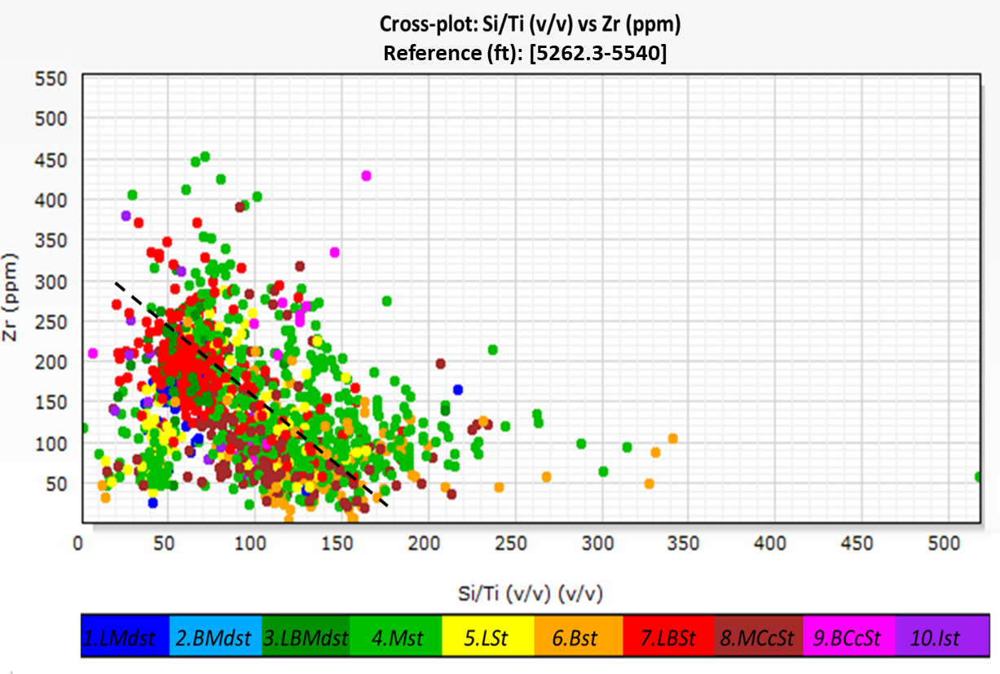 Cross-plot: Si/Ti (v/v) vs Zr (ppm)
Reference (ft): [5262.3-5540]
550
500
450
400
350
300
250
200
150
100
50
Zr (ppm)
0 50 100 150 200 250 300 350 400 450 500
Si/Ti (v/v) (v/v)
1.LMdst 2.BMdst 3.LBMdst 4.Mst 5.LSt 6.Bst 7.LBSt 8.MCcSt 9.BCcSt 10.Ist